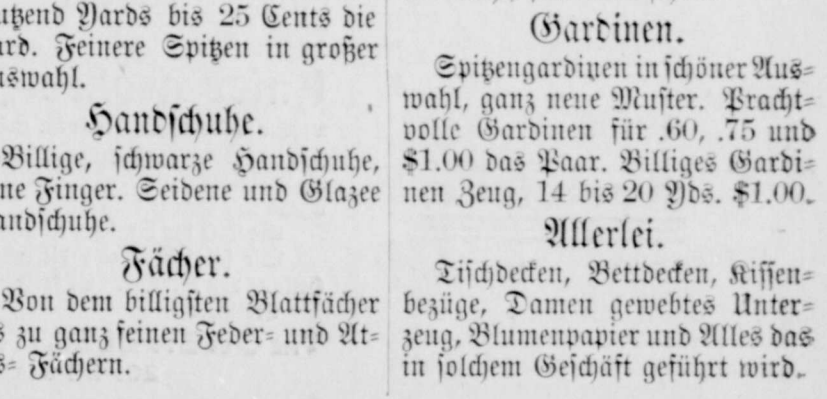 utzend Yards bis 25 Cents die
ard. Feinere Spitzen in großer
uswahl.
Handschuhe.
Billige, schwarze Handschuhe,
ne Finger. Seidene und Glazee
andschuhe.
Fächer.
Von dem billigsten Blattfächer
s zu ganz feinen Feder- und At-
s- Fächern.
Gardinen.
Spitzengardinen in schöner Aus-
wahl, ganz neue Muster. Pracht-
volle Gardinen für .60, .75 und
$1.00 das Paar. Billiges Gardi-
nen Zeug, 14 bis 20 Yds. $1.00.
Allerlei.
Tischdecken, Bettdecken, Kissen-
bezüge, Damen gewebtes Unter-
zeug, Blumenpapier und Alles das
in solchem Geschäft geführt wird.